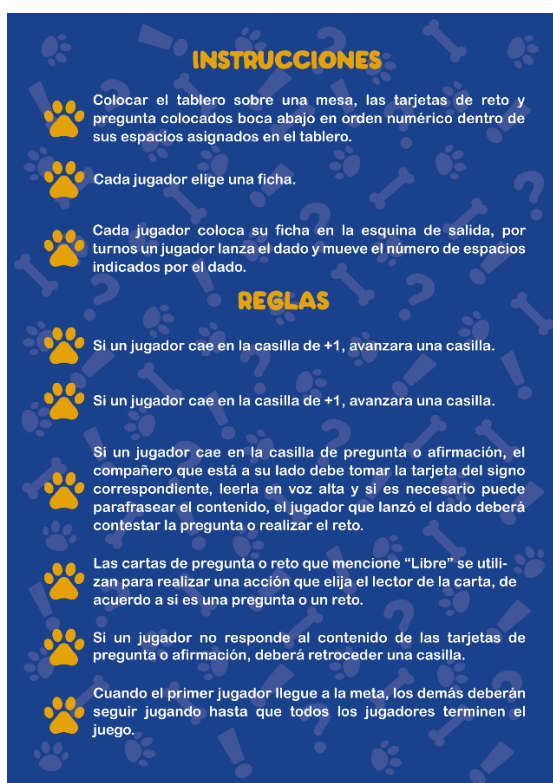 INSTRUCCIONES
Colocar el tablero sobre una mesa, las tarjetas de reto y
pregunta colocados boca abajo en orden numérico dentro de
sus espacios asignados en el tablero.
Cada jugador elige una ficha.
Cada jugador coloca su ficha en la esquina de salida, por
turnos un jugador lanza el dado y mueve el número de espacios
indicados por el dado.
REGLAS
Si un jugador cae en la casilla de +1, avanzara una casilla.
Si un jugador cae en la casilla de +1, avanzara una casilla.
Si un jugador cae en la casilla de pregunta o afirmación, el
compañero que está a su lado debe tomar la tarjeta del signo
correspondiente, leerla en voz alta y si es necesario puede
parafrasear el contenido, el jugador que lanzó el dado deberá
contestar la pregunta o realizar el reto.
Las cartas de pregunta o reto que mencione “Libre” se utili-
zan para realizar una acción que elija el lector de la carta, de
acuerdo a si es una pregunta o un reto.
Si un jugador no responde al contenido de las tarjetas de
pregunta o afirmación, deberá retroceder una casilla.
Cuando el primer jugador llegue a la meta, los demás deberán
seguir jugando hasta que todos los jugadores terminen el
juego.